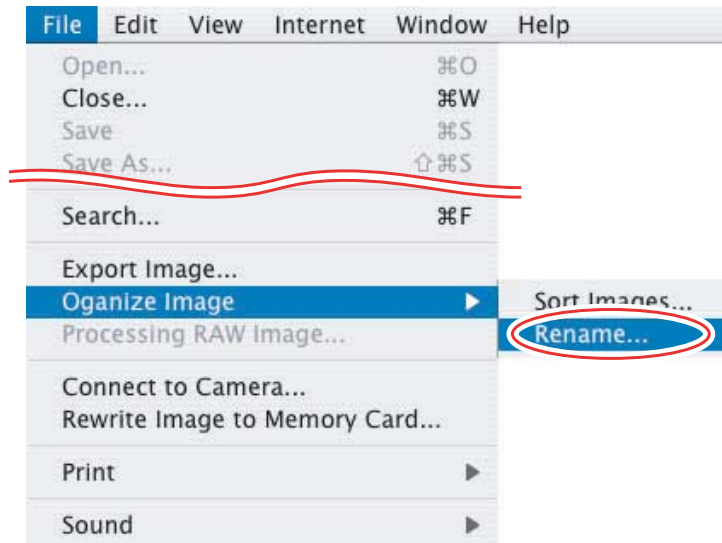 File Edit View Internet Window Help
Open... ⌘O
Close... ⌘W
Save ⌘S
Save As... ⇧⌘S
Search... ⌘F
Export Image...
Oganize Image
Sort Images...
Processing RAW Image...
Rename...
Connect to Camera...
Rewrite Image to Memory Card...
Print
Sound